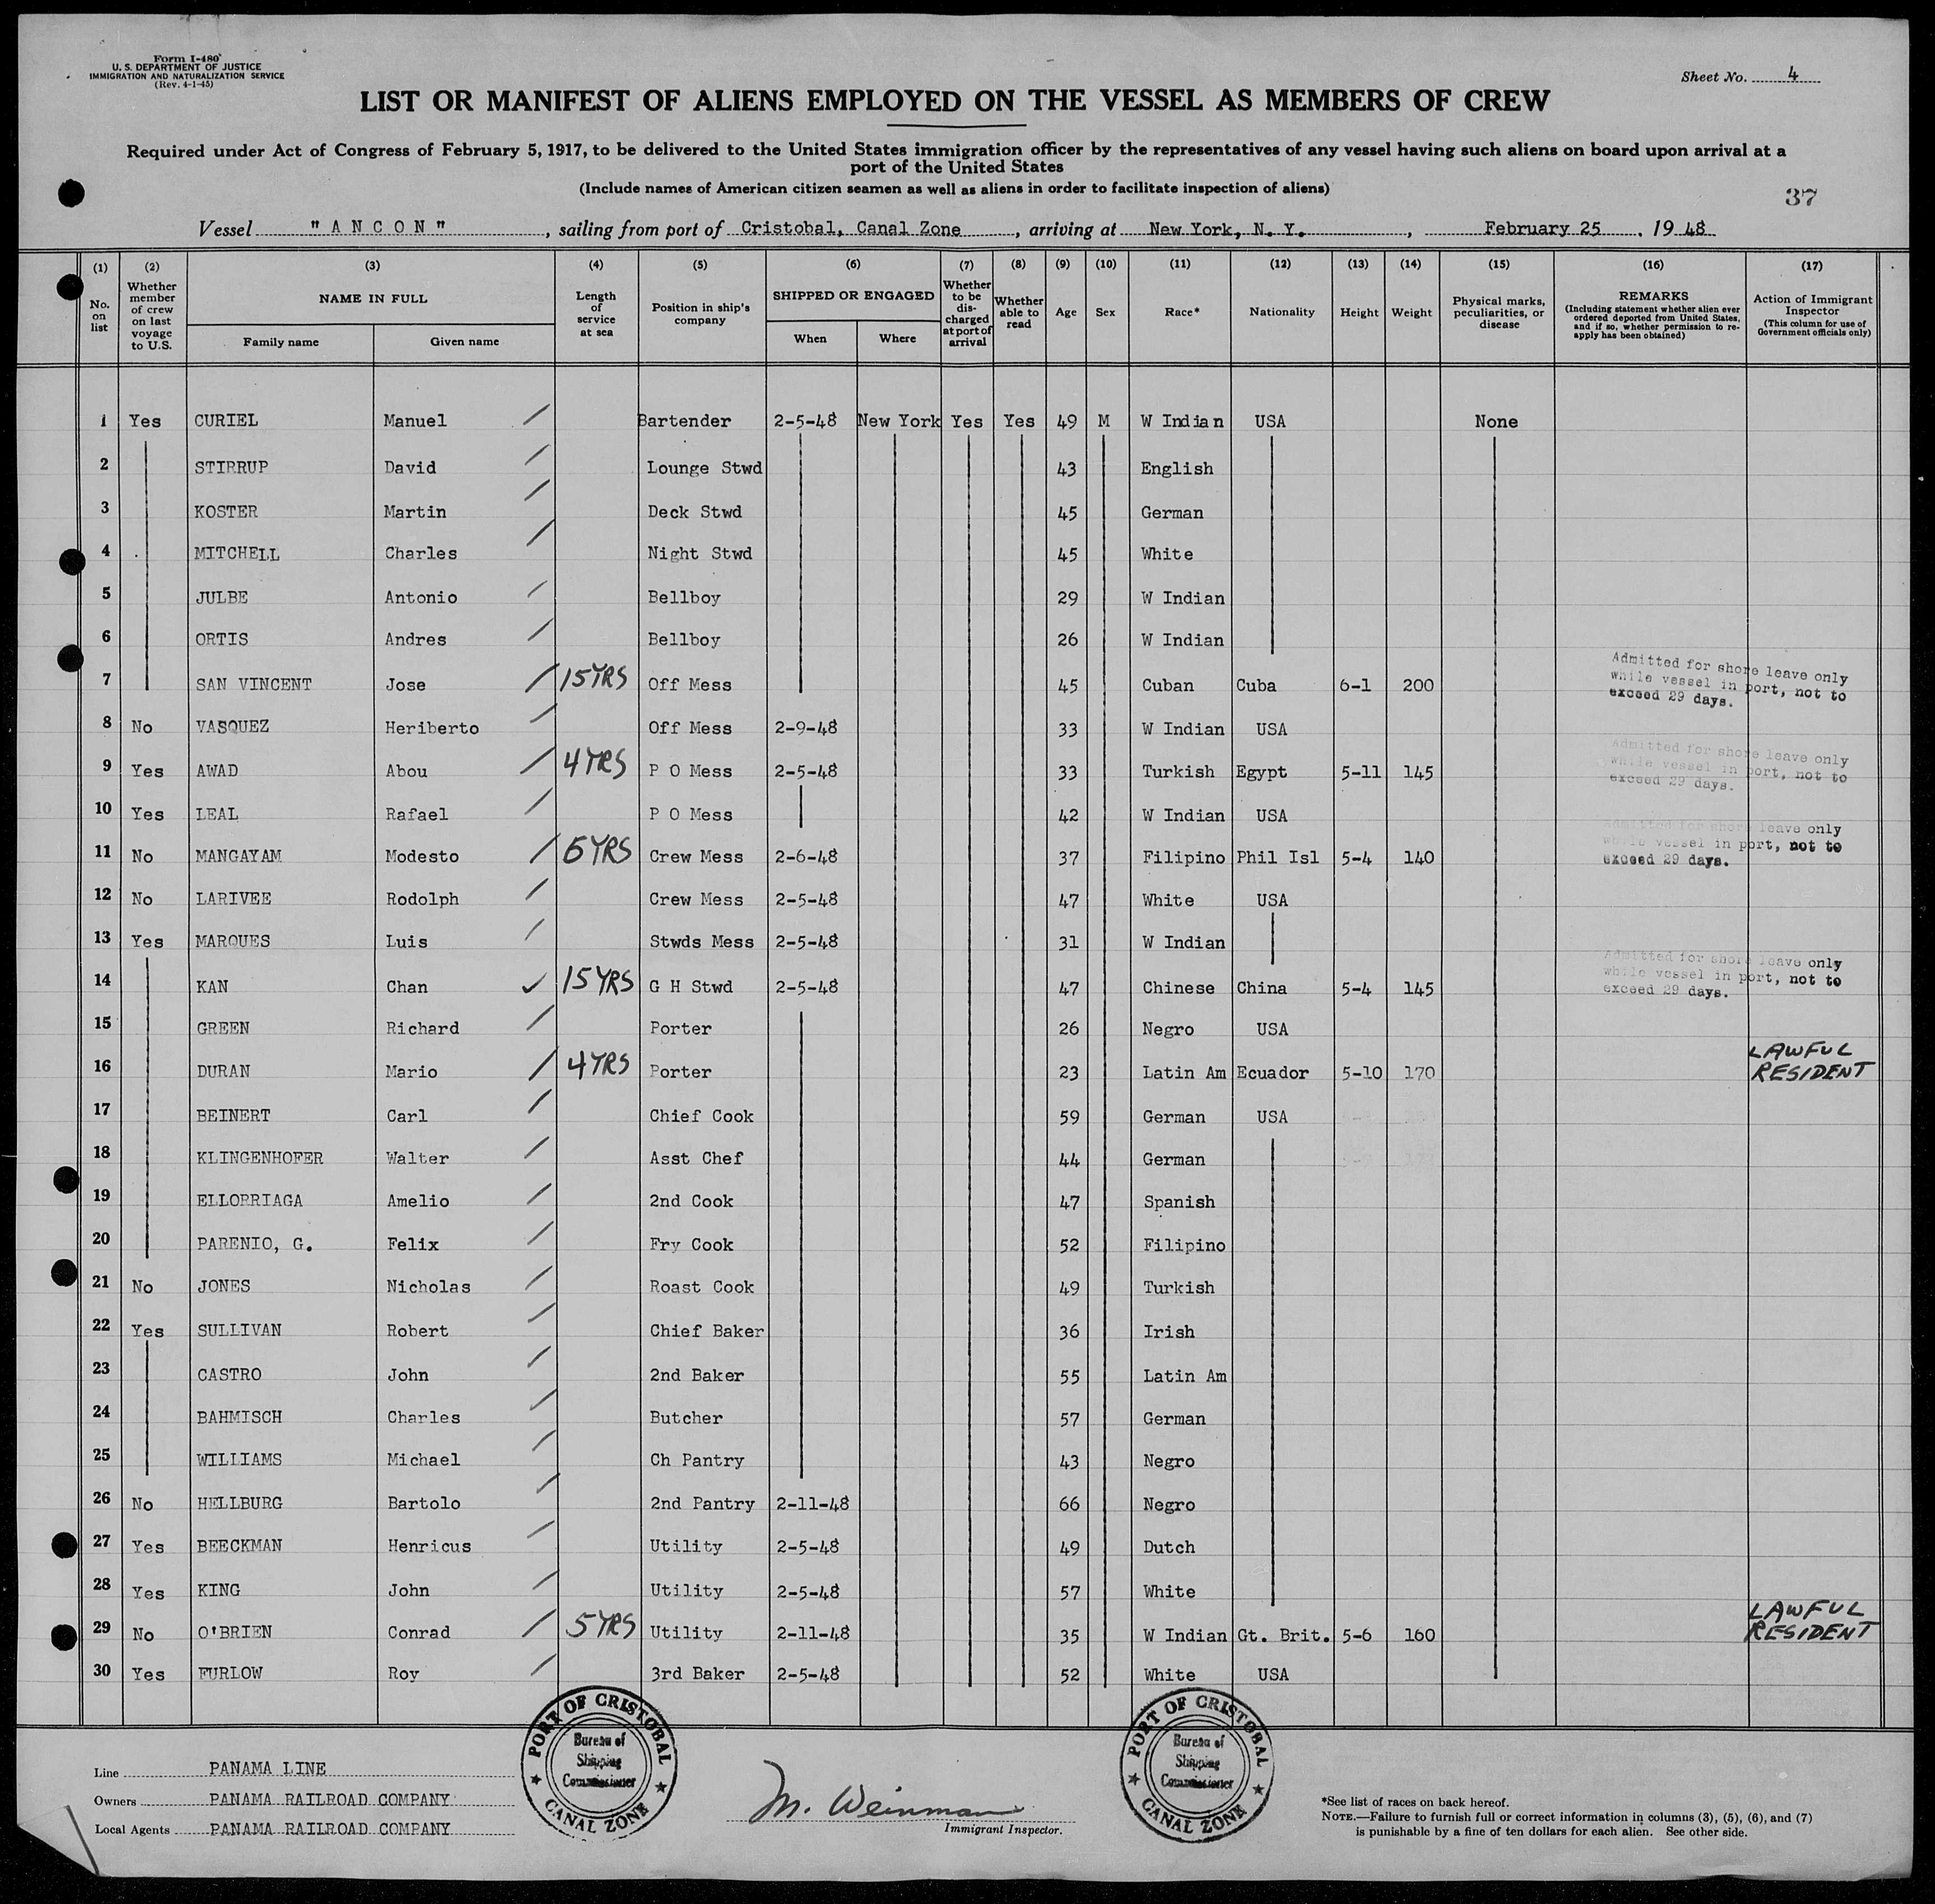 Form I-480
U. S. DEPARTMENT OF JUSTICE
IMMIGRATION AND NATURALIZATION SERVICE
(Rev. 4-1-45)
Sheet No. 4
LIST OR MANIFEST OF ALIENS EMPLOYED ON THE VESSEL AS MEMBERS OF CREW
Required under Act of Congress of February 5, 1917, to be delivered to the United States immigration officer by the representatives of any vessel having such aliens on board upon arrival at a
port of the United States
(Include names of American citizen seamen as well as aliens in order to facilitate inspection of aliens)
37
Vessel "ANCON", sailing from port of Cristobal, Canal Zone, arriving at New York, N. Y., February 25, 1948
(1) No. on list
(2) Whether member of crew on last voyage to U.S.
(3) NAME IN FULL Family name Given name
(4) Length of service at sea
(5) Position in ship's company
(6) SHIPPED OR ENGAGED When Where
(7) Whether to be discharged at port of arrival
(8) Whether able to read
(9) Age
(10) Sex
(11) Race*
(12) Nationality
(13) Height
(14) Weight
(15) Physical marks, peculiarities, or disease
(16) REMARKS (Including statement whether alien ever ordered deported from United States, and if so, whether permission to reapply has been obtained)
(17) Action of Immigrant Inspector (This column for use of Government officials only)
1 Yes CURIEL Manuel Bartender 2-5-48 New York Yes Yes 49 M W Indian USA None
2 STIRRUP David Lounge Stwd 43 English
3 KOSTER Martin Deck Stwd 45 German
4 MITCHELL Charles Night Stwd 45 White
5 JULBE Antonio Bellboy 29 W Indian
6 ORTIS Andres Bellboy 26 W Indian
7 SAN VINCENT Jose 15 YRS Off Mess 45 Cuban Cuba 6-1 200 Admitted for shore leave only while vessel in port, not to exceed 29 days.
8 No VASQUEZ Heriberto Off Mess 2-9-48 33 W Indian USA
9 Yes AWAD Abou 4 YRS P O Mess 2-5-48 33 Turkish Egypt 5-11 145 Admitted for shore leave only while vessel in port, not to exceed 29 days.
10 Yes LEAL Rafael P O Mess 42 W Indian USA
11 No MANGAYAM Modesto 6 YRS Crew Mess 2-6-48 37 Filipino Phil Isl 5-4 140 Admitted for shore leave only while vessel in port, not to exceed 29 days.
12 No LARIVEE Rodolph Crew Mess 2-5-48 47 White USA
13 Yes MARQUES Luis Stwds Mess 2-5-48 31 W Indian
14 KAN Chan 15 YRS G H Stwd 2-5-48 47 Chinese China 5-4 145 Admitted for shore leave only while vessel in port, not to exceed 29 days.
15 GREEN Richard Porter 26 Negro USA
16 DURAN Mario 4 YRS Porter 23 Latin Am Ecuador 5-10 170 LAWFUL RESIDENT
17 BEINERT Carl Chief Cook 59 German USA
18 KLINGENHOFER Walter Asst Chef 44 German
19 ELLORRIAGA Amelio 2nd Cook 47 Spanish
20 PARENIO, G. Felix Fry Cook 52 Filipino
21 No JONES Nicholas Roast Cook 49 Turkish
22 Yes SULLIVAN Robert Chief Baker 36 Irish
23 CASTRO John 2nd Baker 55 Latin Am
24 BAHMISCH Charles Butcher 57 German
25 WILLIAMS Michael Ch Pantry 43 Negro
26 No HELLBURG Bartolo 2nd Pantry 2-11-48 66 Negro
27 Yes BEECKMAN Henricus Utility 2-5-48 49 Dutch
28 Yes KING John Utility 2-5-48 57 White
29 No O'BRIEN Conrad 5 YRS Utility 2-11-48 35 W Indian Gt. Brit. 5-6 160 LAWFUL RESIDENT
30 Yes FURLOW Roy 3rd Baker 2-5-48 52 White USA
Line PANAMA LINE
Owners PANAMA RAILROAD COMPANY
Local Agents PANAMA RAILROAD COMPANY
PORT OF CRISTOBAL
Bureau of
Shipping
Commissioner
CANAL ZONE
M. Weinman
Immigrant Inspector.
PORT OF CRISTOBAL
Bureau of
Shipping
Commissioner
CANAL ZONE
*See list of races on back hereof.
NOTE.—Failure to furnish full or correct information in columns (3), (5), (6), and (7)
is punishable by a fine of ten dollars for each alien. See other side.